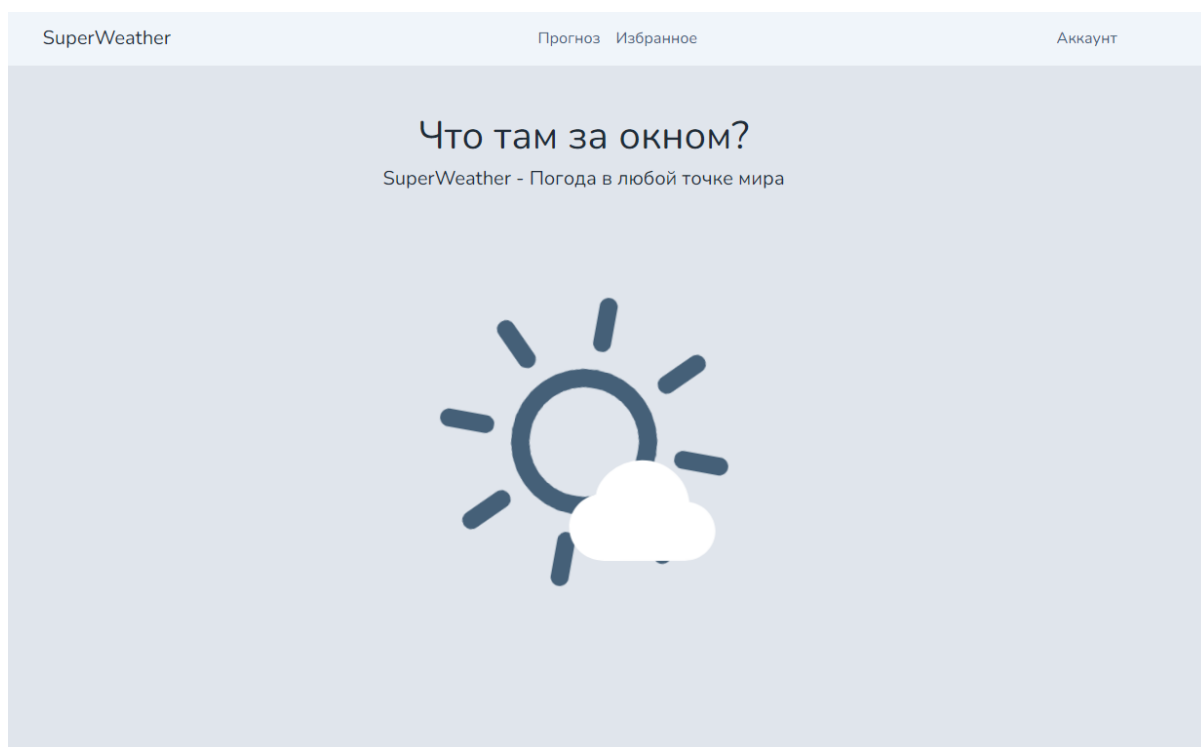 SuperWeather
Прогноз Избранное
Аккаунт
Что там за окном?
SuperWeather - Погода в любой точке мира